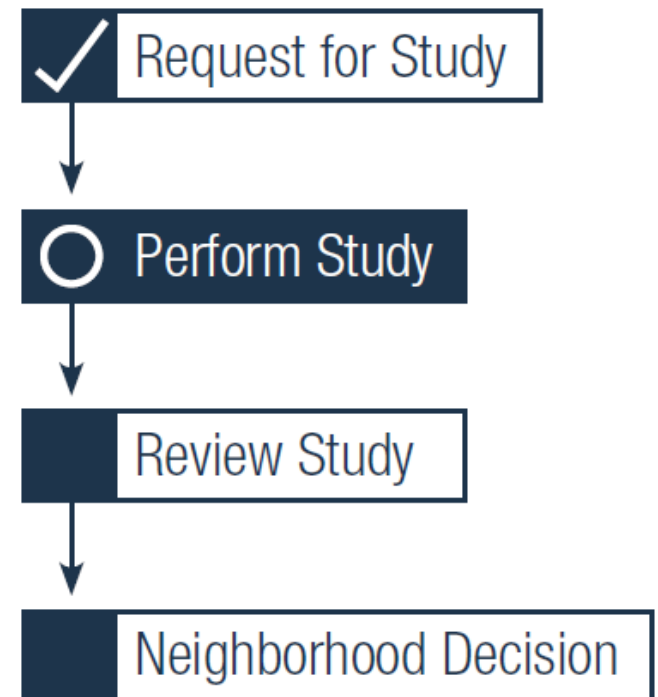 Request for Study
Perform Study
Review Study
Neighborhood Decision